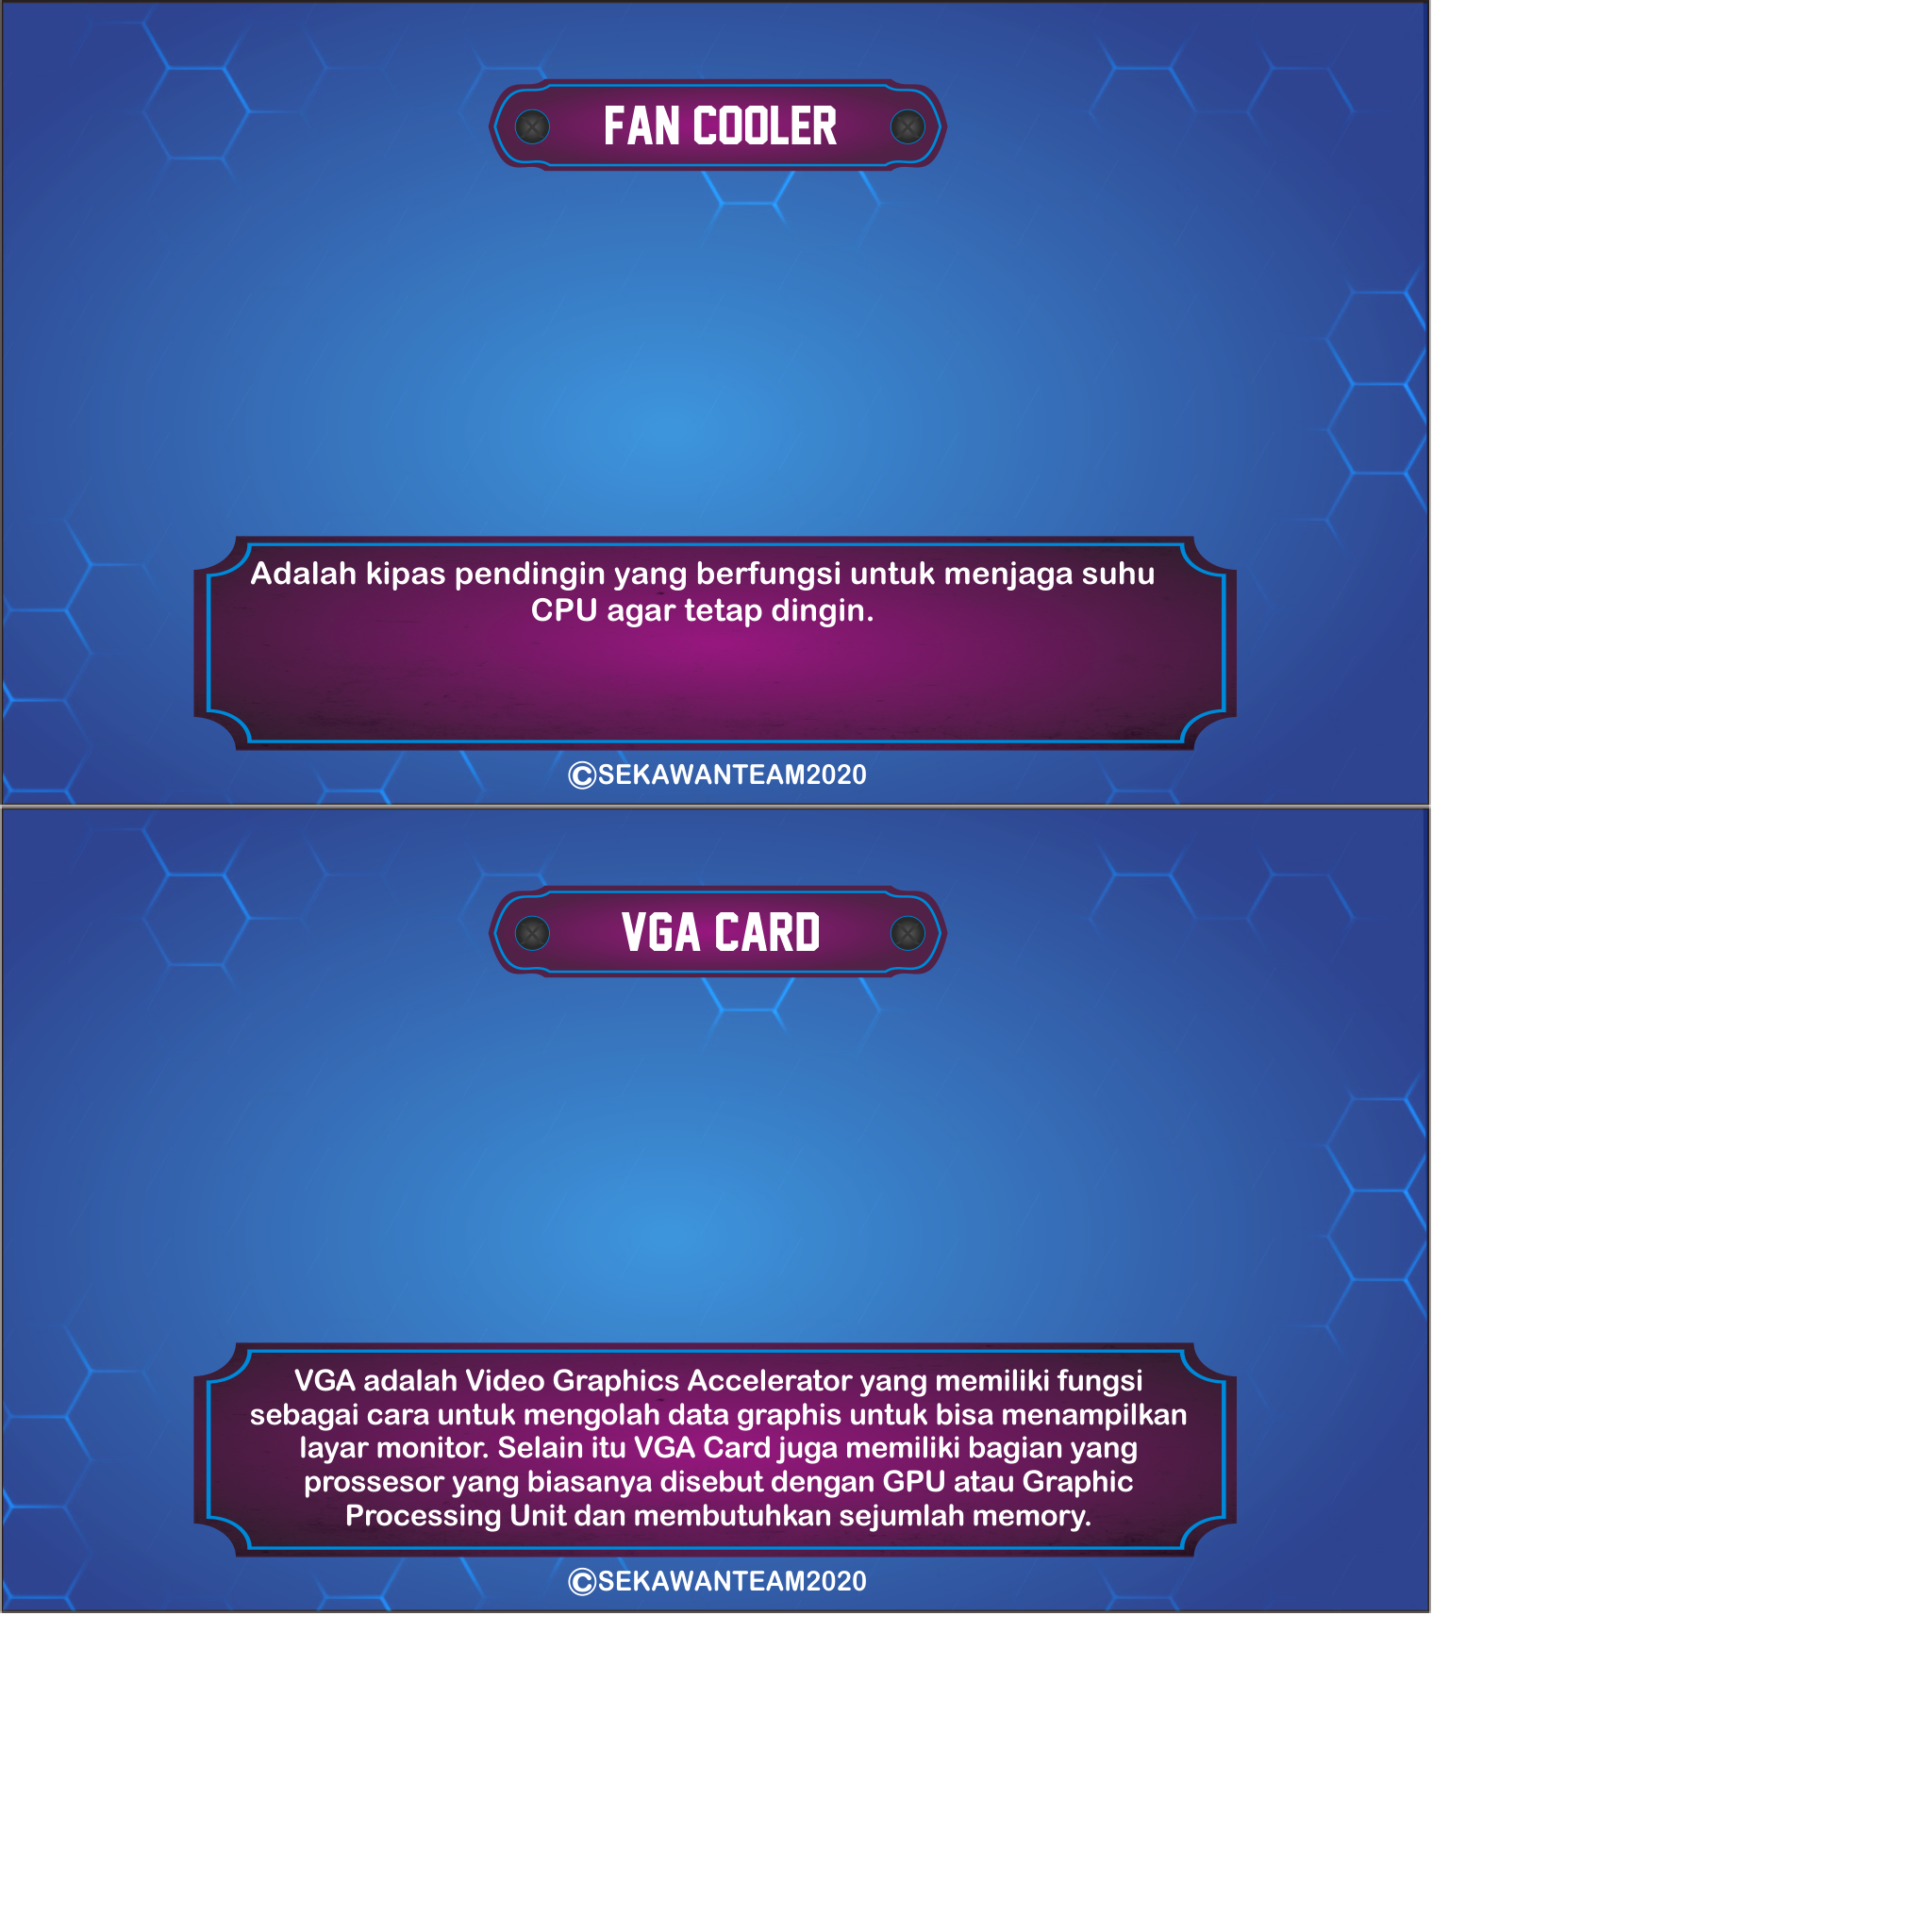 FAN COOLER
Adalah kipas pendingin yang berfungsi untuk menjaga suhu
CPU agar tetap dingin.
©SEKAWANTEAM2020
VGA CARD
VGA adalah Video Graphics Accelerator yang memiliki fungsi
sebagai cara untuk mengolah data graphis untuk bisa menampilkan
layar monitor. Selain itu VGA Card juga memiliki bagian yang
prossesor yang biasanya disebut dengan GPU atau Graphic
Processing Unit dan membutuhkan sejumlah memory.
©SEKAWANTEAM2020